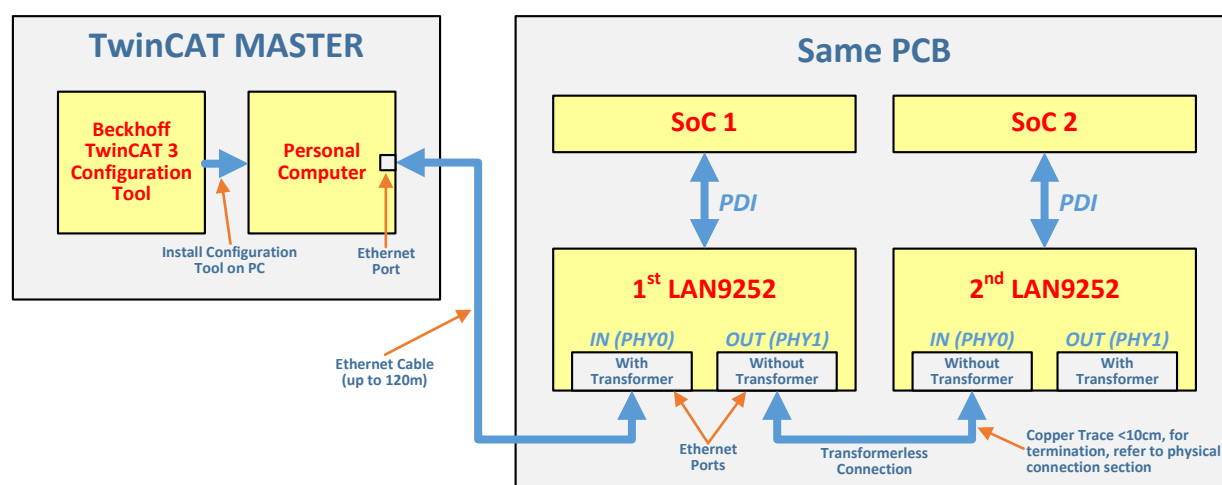 TwinCAT MASTER
Beckhoff
TwinCAT 3
Configuration
Tool
Personal
Computer
Install Configuration
Tool on PC
Ethernet
Port
Ethernet Cable
(up to 120m)
Same PCB
SoC 1
SoC 2
PDI
PDI
1st LAN9252
2nd LAN9252
IN (PHY0)
OUT (PHY1)
IN (PHY0)
OUT (PHY1)
With
Transformer
Without
Transformer
Without
Transformer
With
Transformer
Ethernet
Ports
Transformerless
Connection
Copper Trace <10cm, for
termination, refer to physical
connection section